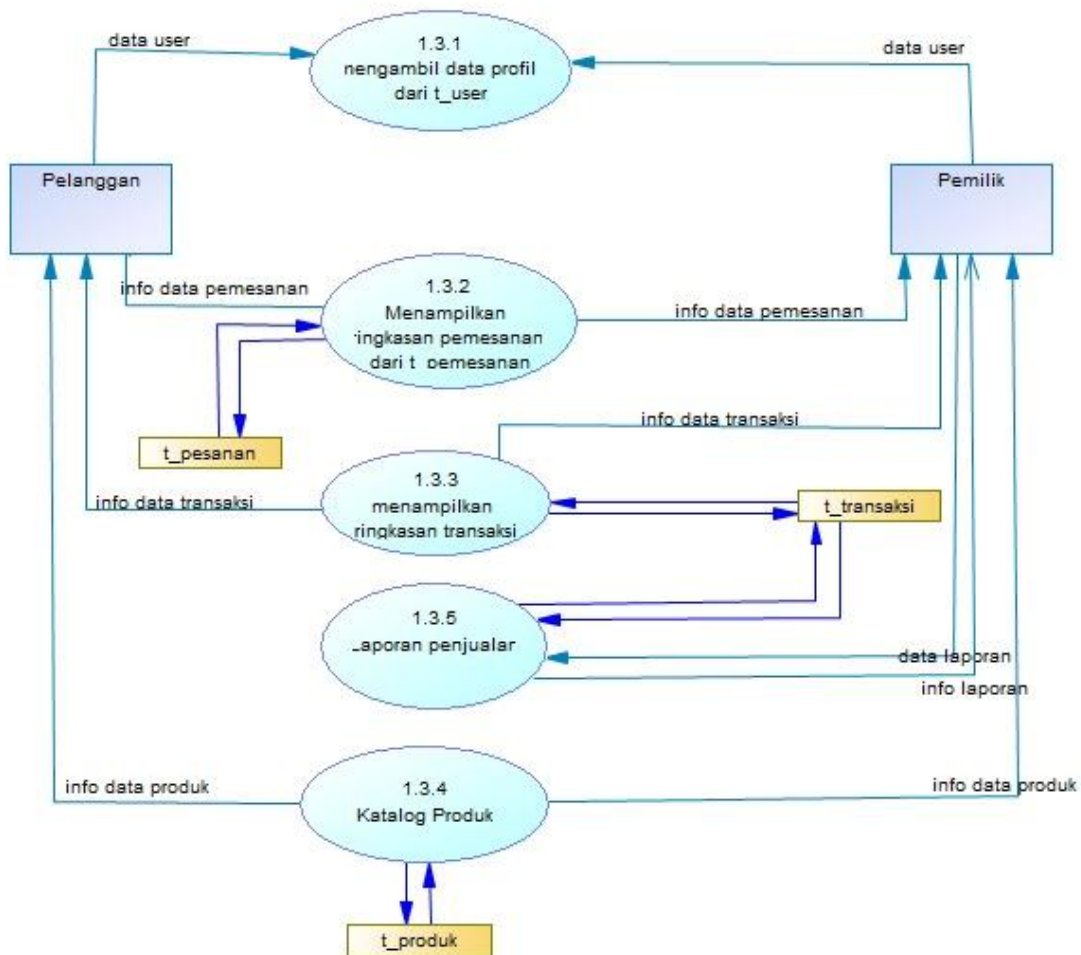 data user
data user
1.3.1
nengambil data profil
dari t_user
Pelanggan
Pemilik
info data pemesanan
1.3.2
Menampilkan
ringkasan pemesanan
dari t_pemesanan
info data pemesanan
info data transaksi
t_pesanan
1.3.3
menampilkan
ringkasan transaksi
info data transaksi
t_transaksi
1.3.5
Laporan penjualar
data laporan
info laporan
info data produk
1.3.4
Katalog Produk
info data produk
t_produk